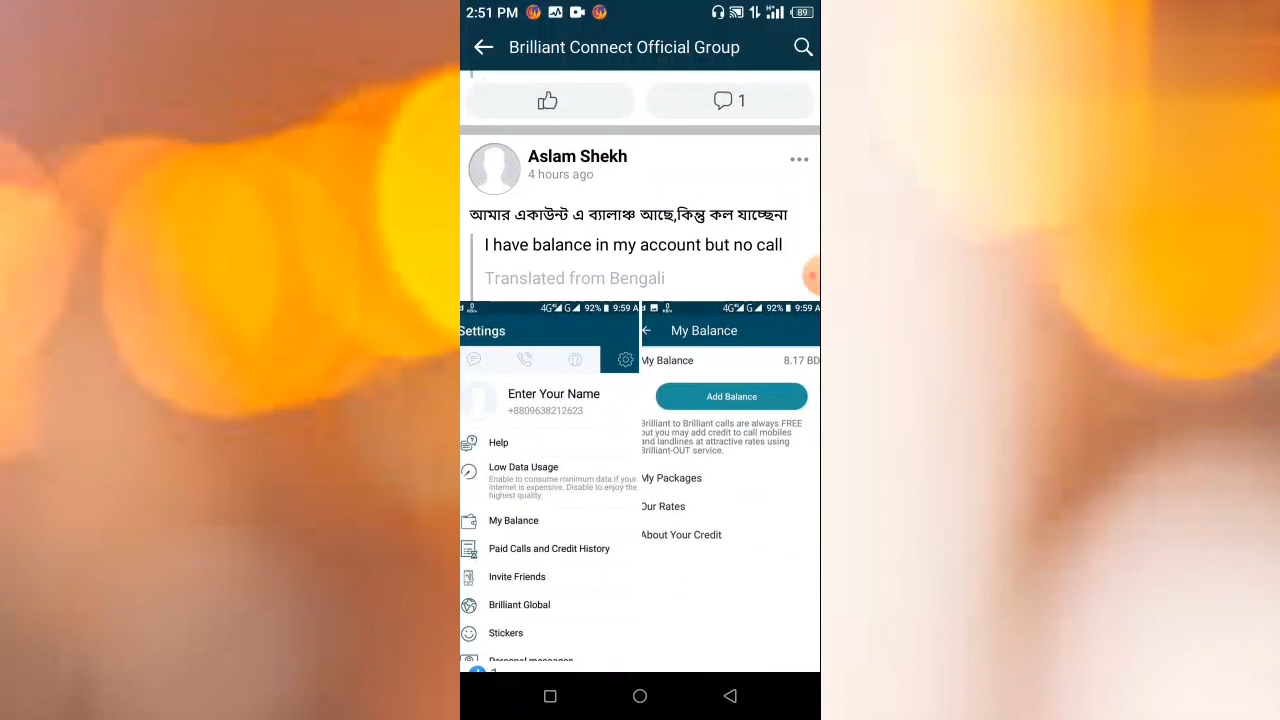 2:51 PM 89
Brilliant Connect Official Group
1
Aslam Shekh
4 hours ago
আমার একাউন্ট এ ব্যালাঞ্চ আছে,কিন্তু কল যাচ্ছেনা
I have balance in my account but no call
Translated from Bengali
4G G 92% 9:59 A
Settings
Enter Your Name
+8809638212623
Help
Low Data Usage
Enable to consume minimum data if your
internet is expensive. Disable to enjoy the
highest quality.
My Balance
Paid Calls and Credit History
Invite Friends
Brilliant Global
Stickers
Personal messages
4G G 92% 9:59 A
My Balance
My Balance 8.17 BD
Add Balance
Brilliant to Brilliant calls are always FREE
but you may add credit to call mobiles
and landlines at attractive rates using
Brilliant-OUT service.
My Packages
Our Rates
About Your Credit